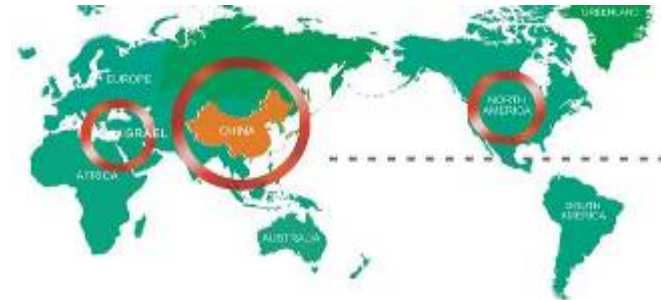 GREENLAND
EUROPE
ISRAEL
CHINA
NORTH
AMERICA
AFRICA
SOUTH
AMERICA
AUSTRALIA